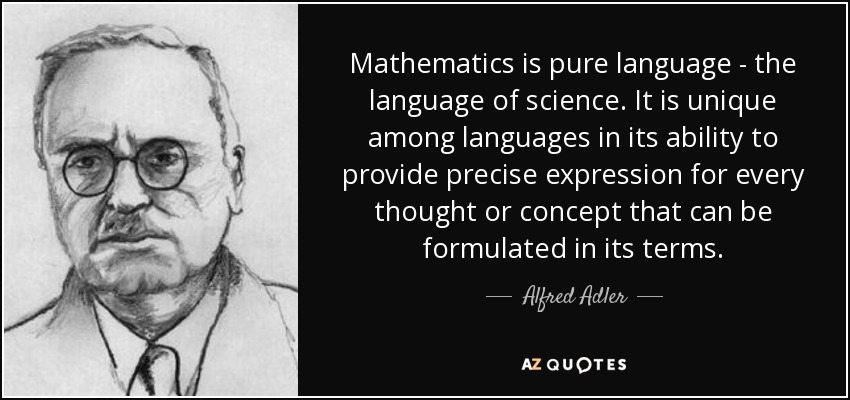 Mathematics is pure language - the
language of science. It is unique
among languages in its ability to
provide precise expression for every
thought or concept that can be
formulated in its terms.
Alfred Adler
AZ QUOTES